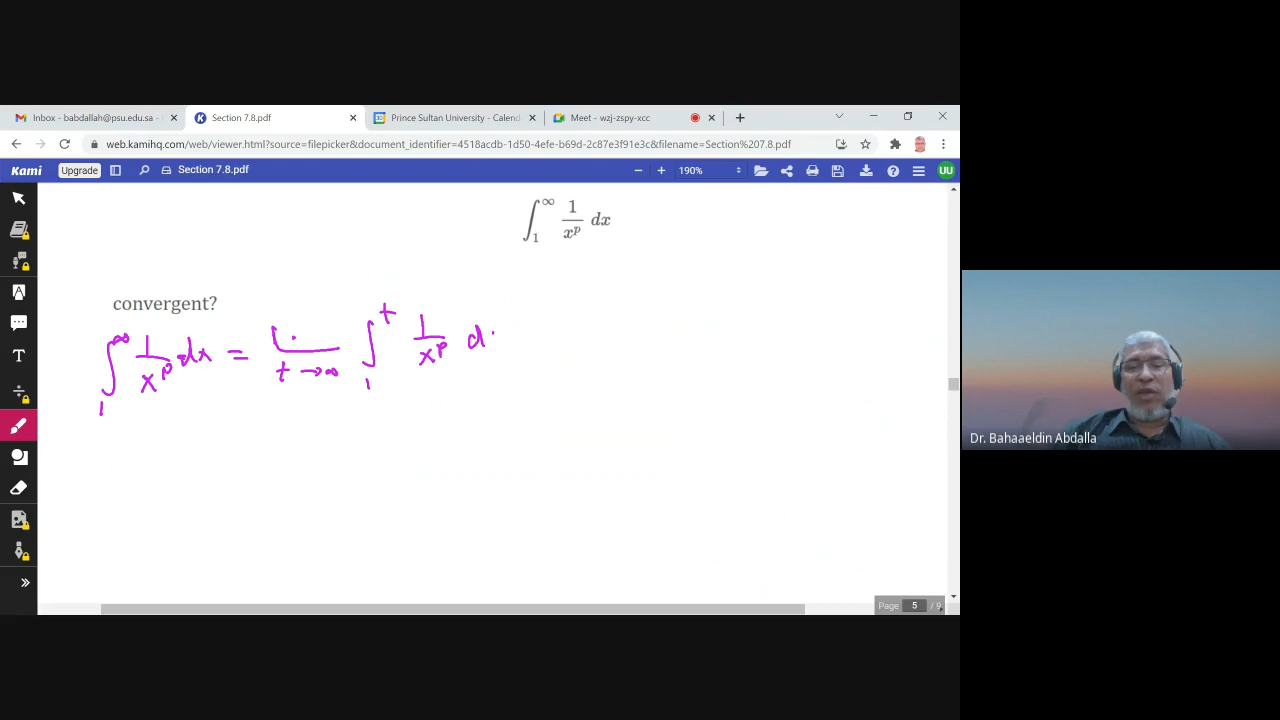 Inbox - babdallah@psu.edu.sa -
Section 7.8.pdf
Prince Sultan University - Calend
Meet - wzj-zspy-xcc
web.kamihq.com/web/viewer.html?source=filepicker&document_identifier=4518acdb-1d50-4efe-b69d-2c87e3f91e3c&filename=Section%207.8.pdf
Kami Upgrade Section 7.8.pdf 190% UU
∫₁^∞ 1/x^p dx
convergent?
∫₁^∞ 1/x^p dx = li t→∞ ∫₁^t 1/x^p d
Dr. Bahaaeldin Abdalla
Page 5 / 9